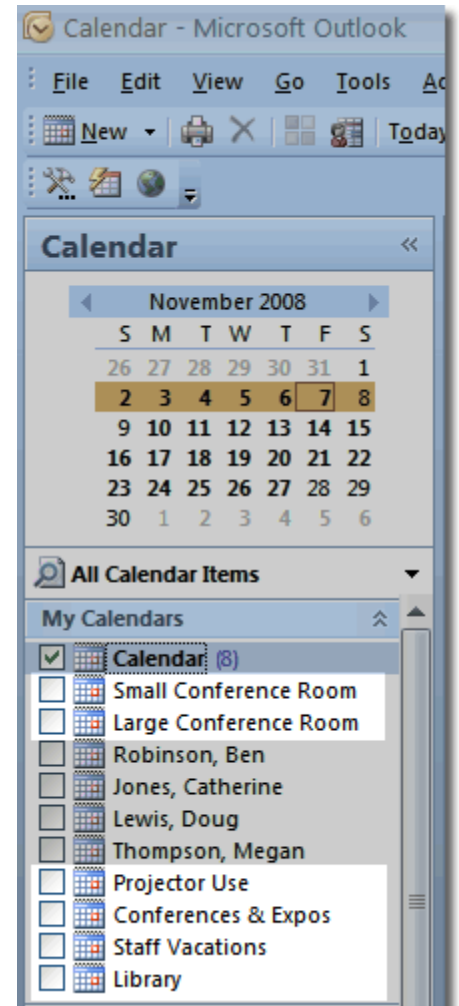 Calendar - Microsoft Outlook
File Edit View Go Tools Ac
New Today
Calendar
November 2008
S M T W T F S
26 27 28 29 30 31 1
2 3 4 5 6 7 8
9 10 11 12 13 14 15
16 17 18 19 20 21 22
23 24 25 26 27 28 29
30 1 2 3 4 5 6
All Calendar Items
My Calendars
Calendar (8)
Small Conference Room
Large Conference Room
Robinson, Ben
Jones, Catherine
Lewis, Doug
Thompson, Megan
Projector Use
Conferences & Expos
Staff Vacations
Library